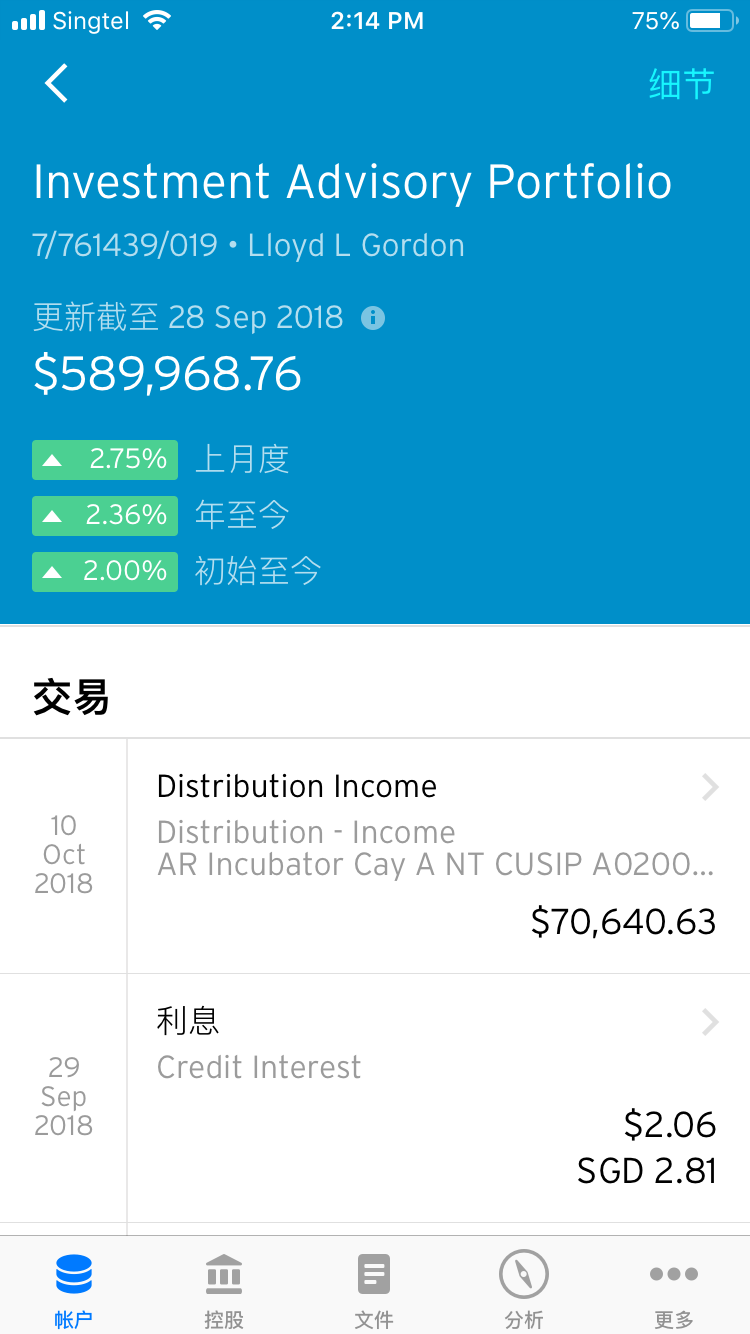 Singtel 2:14 PM 75%
细节
Investment Advisory Portfolio
7/761439/019 • Lloyd L Gordon
更新截至 28 Sep 2018
$589,968.76
2.75% 上月度
2.36% 年至今
2.00% 初始至今
交易
10
Oct
2018
Distribution Income
Distribution - Income
AR Incubator Cay A NT CUSIP A0200...
$70,640.63
29
Sep
2018
利息
Credit Interest
$2.06
SGD 2.81
帐户 控股 文件 分析 更多